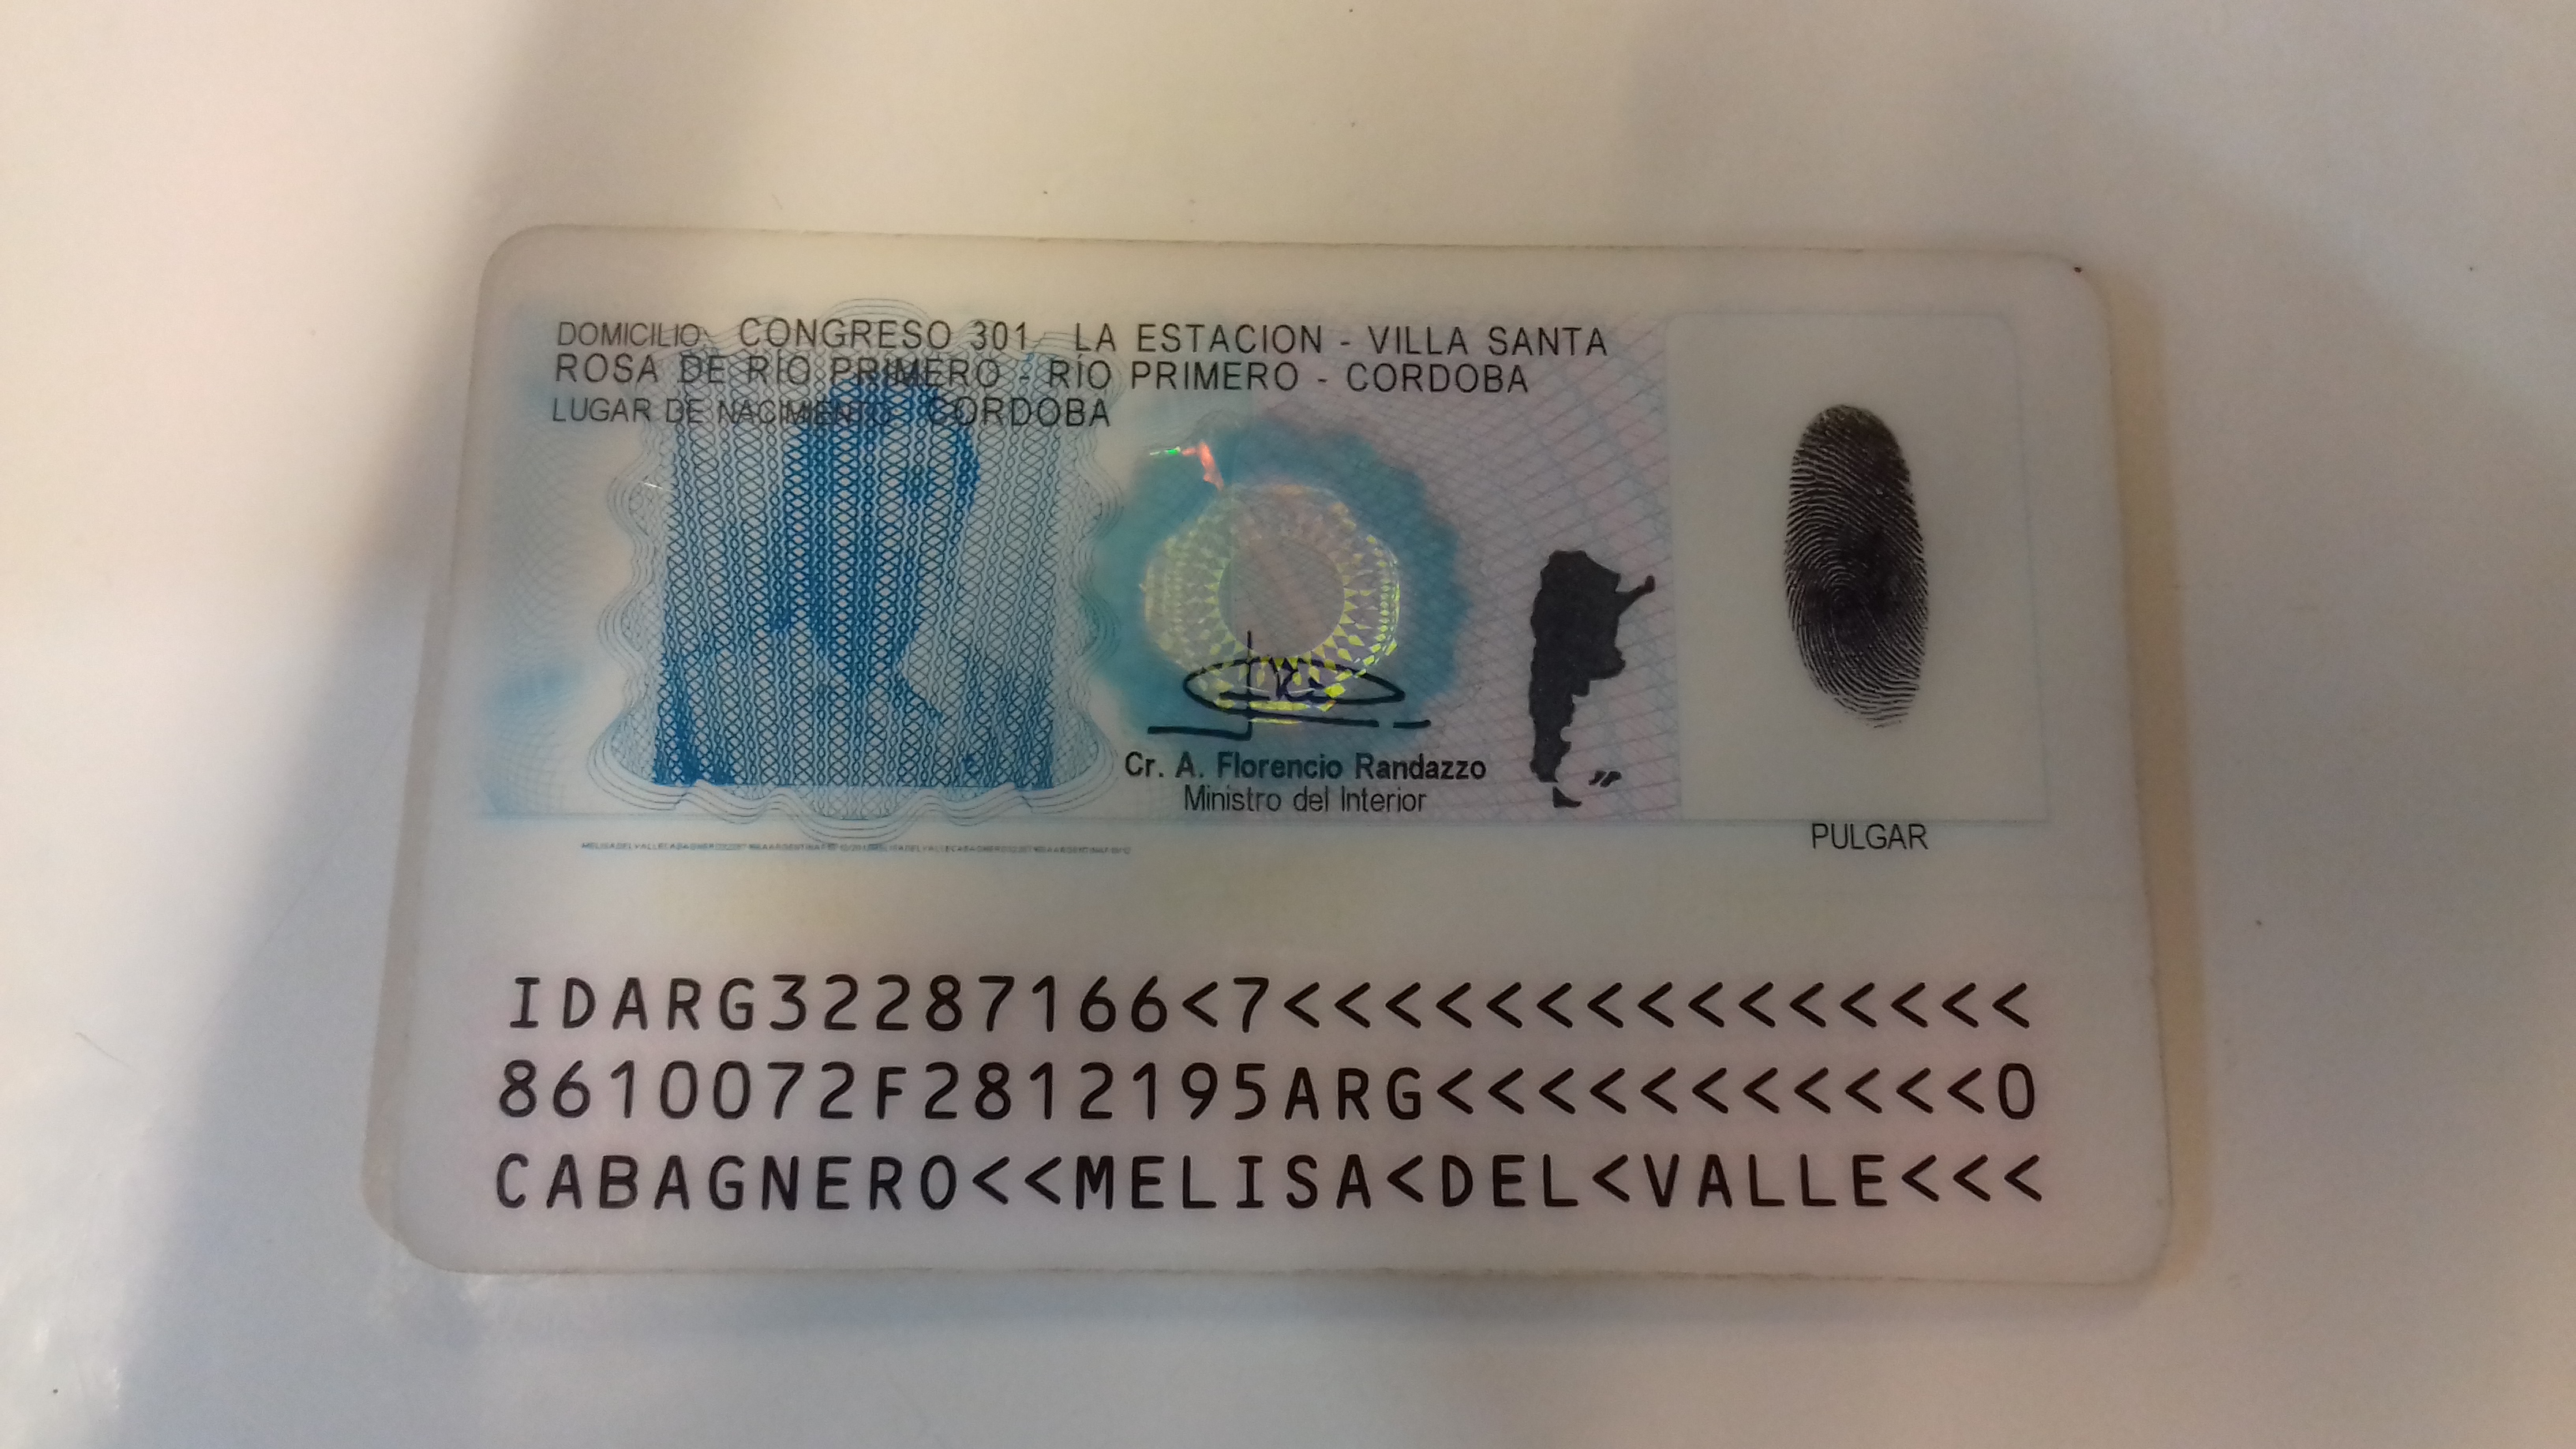 DOMICILIO: CONGRESO 301 LA ESTACION - VILLA SANTA
ROSA DE RÍO PRIMERO - RÍO PRIMERO - CORDOBA
LUGAR DE NACIMIENTO: CORDOBA
Cr. A. Florencio Randazzo
Ministro del Interior
PULGAR
IDARG32287166<7<<<<<<<<<<<<<<<
8610072F2812195ARG<<<<<<<<<<<0
CABAGNERO<<MELISA<DEL<VALLE<<<